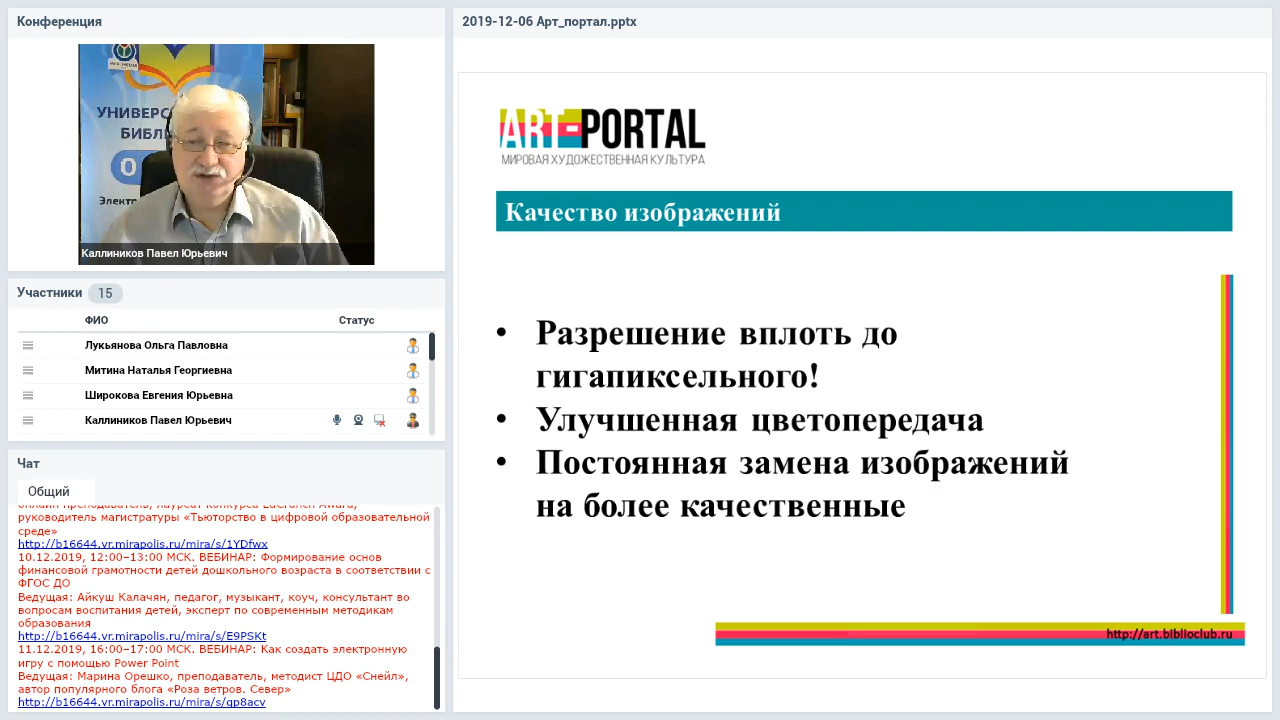 Конференция
УНИВЕРС
БИБЛИ
Элект
Каллиников Павел Юрьевич
Участники 15
ФИО Статус
Лукьянова Ольга Павловна
Митина Наталья Георгиевна
Широкова Евгения Юрьевна
Каллиников Павел Юрьевич
Чат
Общий
руководитель магистратуры «Тьюторство в цифровой образовательной
среде»
http://b16644.vr.mirapolis.ru/mira/s/1YDfwx
10.12.2019, 12:00–13:00 МСК. ВЕБИНАР: Формирование основ
финансовой грамотности детей дошкольного возраста в соответствии с
ФГОС ДО
Ведущая: Айкуш Калачян, педагог, музыкант, коуч, консультант во
вопросам воспитания детей, эксперт по современным методикам
образования
http://b16644.vr.mirapolis.ru/mira/s/E9PSKt
11.12.2019, 16:00–17:00 МСК. ВЕБИНАР: Как создать электронную
игру с помощью Power Point
Ведущая: Марина Орешко, преподаватель, методист ЦДО «Снейл»,
автор популярного блога «Роза ветров. Север»
http://b16644.vr.mirapolis.ru/mira/s/qp8acv
2019-12-06 Арт_портал.pptx
ART-PORTAL
МИРОВАЯ ХУДОЖЕСТВЕННАЯ КУЛЬТУРА
Качество изображений
• Разрешение вплоть до
гигапиксельного!
• Улучшенная цветопередача
• Постоянная замена изображений
на более качественные
http://art.biblioclub.ru